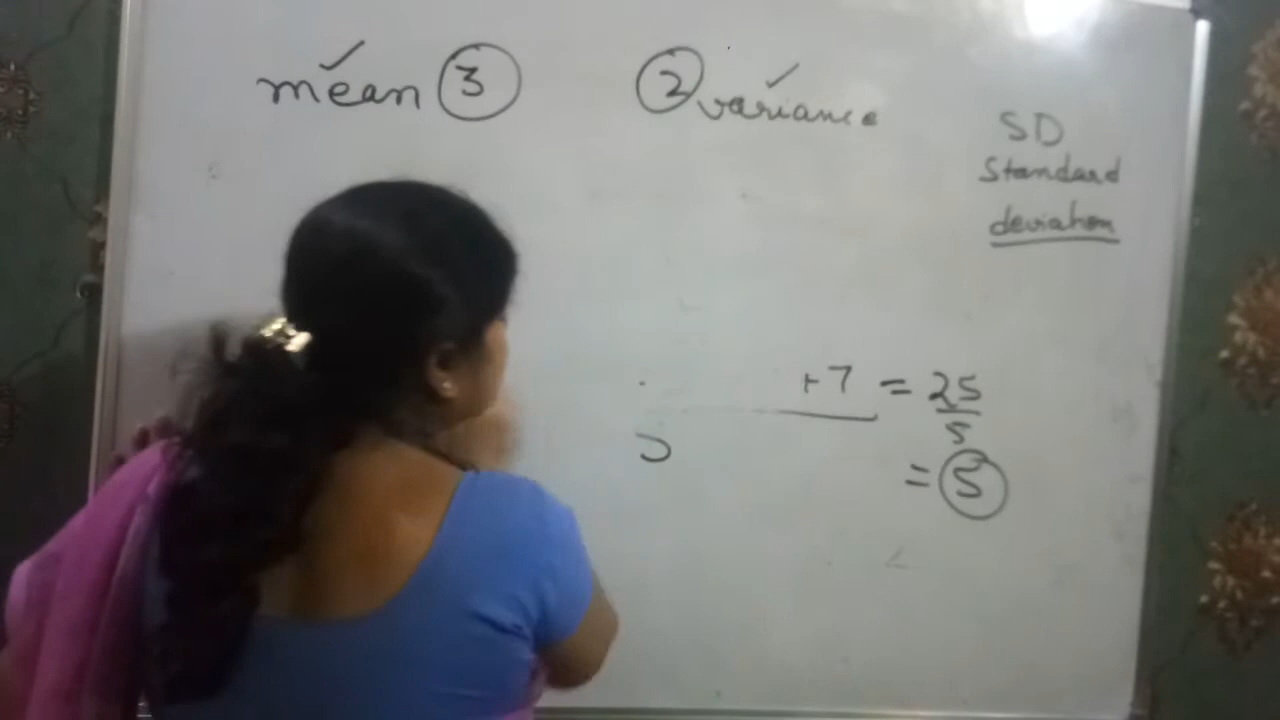 mean 3
2 variance
SD
Standard
deviation
+7 = 25
5
= 5